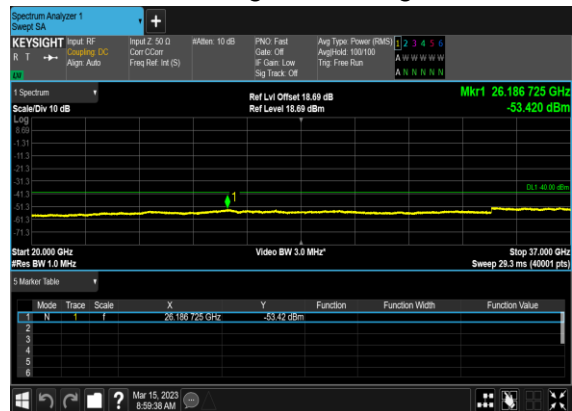 Spectrum Analyzer 1
Swept SA
+
KEYSIGHT Input: RF Input Z: 50 Ω #Atten: 10 dB PNO: Fast Avg Type: Power (RMS) 1 2 3 4 5 6
R T Coupling: DC Corr CCorr Gate: Off Avg|Hold: 100/100 A W W W W W
Align: Auto Freq Ref: Int (S) IF Gain: Low Trig: Free Run
Sig Track: Off A N N N N N
1 Spectrum
Ref Lvl Offset 18.69 dB Mkr1 26.186 725 GHz
Scale/Div 10 dB Ref Level 18.69 dBm -53.420 dBm
Log
8.69
-1.31
-11.3
-21.3
-31.3
DL1 -40.00 dBm
-41.3
1
-51.3
-61.3
-71.3
Start 20.000 GHz Video BW 3.0 MHz* Stop 37.000 GHz
#Res BW 1.0 MHz Sweep 29.3 ms (40001 pts)
5 Marker Table
Mode Trace Scale X Y Function Function Width Function Value
1 N 1 f 26.186 725 GHz -53.42 dBm
2
3
4
5
6
? Mar 15, 2023
8:59:38 AM